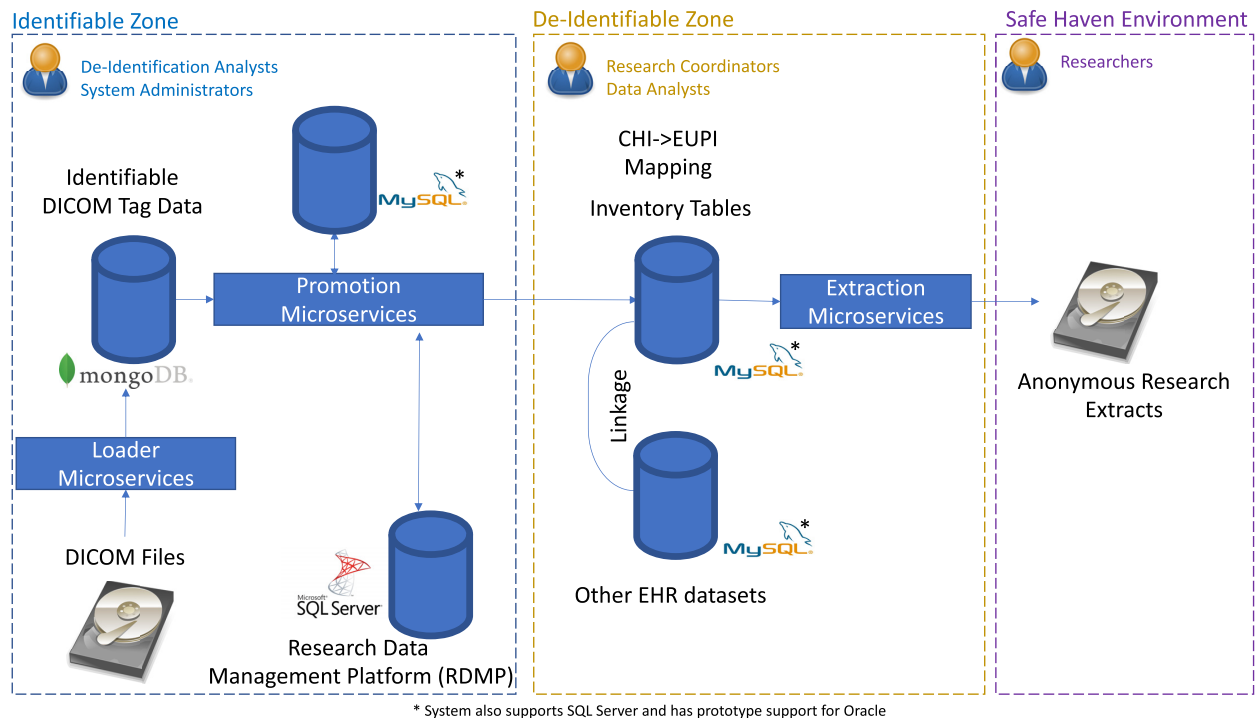 Identifiable Zone
De-Identification Analysts
System Administrators
MySQL®
*
Identifiable
DICOM Tag Data
Promotion
Microservices
mongoDB®
Loader
Microservices
DICOM Files
Microsoft®
SQL Server®
Research Data
Management Platform (RDMP)
De-Identifiable Zone
Research Coordinators
Data Analysts
CHI->EUPI
Mapping
Inventory Tables
MySQL®
*
Extraction
Microservices
Linkage
MySQL®
*
Other EHR datasets
Safe Haven Environment
Researchers
Anonymous Research
Extracts
* System also supports SQL Server and has prototype support for Oracle